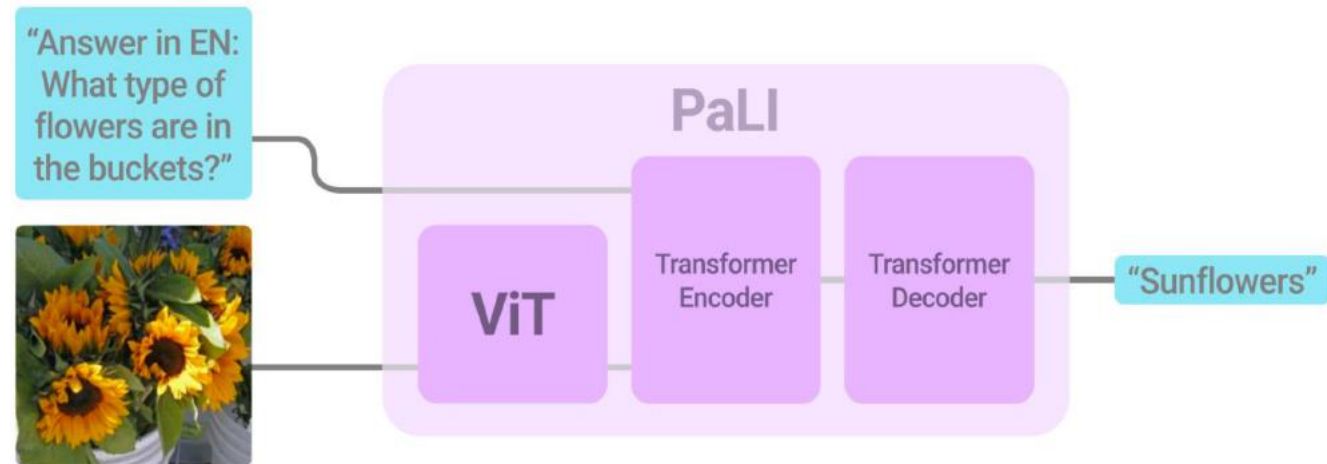 “Answer in EN:
What type of
flowers are in
the buckets?”
PaLI
ViT
Transformer
Encoder
Transformer
Decoder
“Sunflowers”